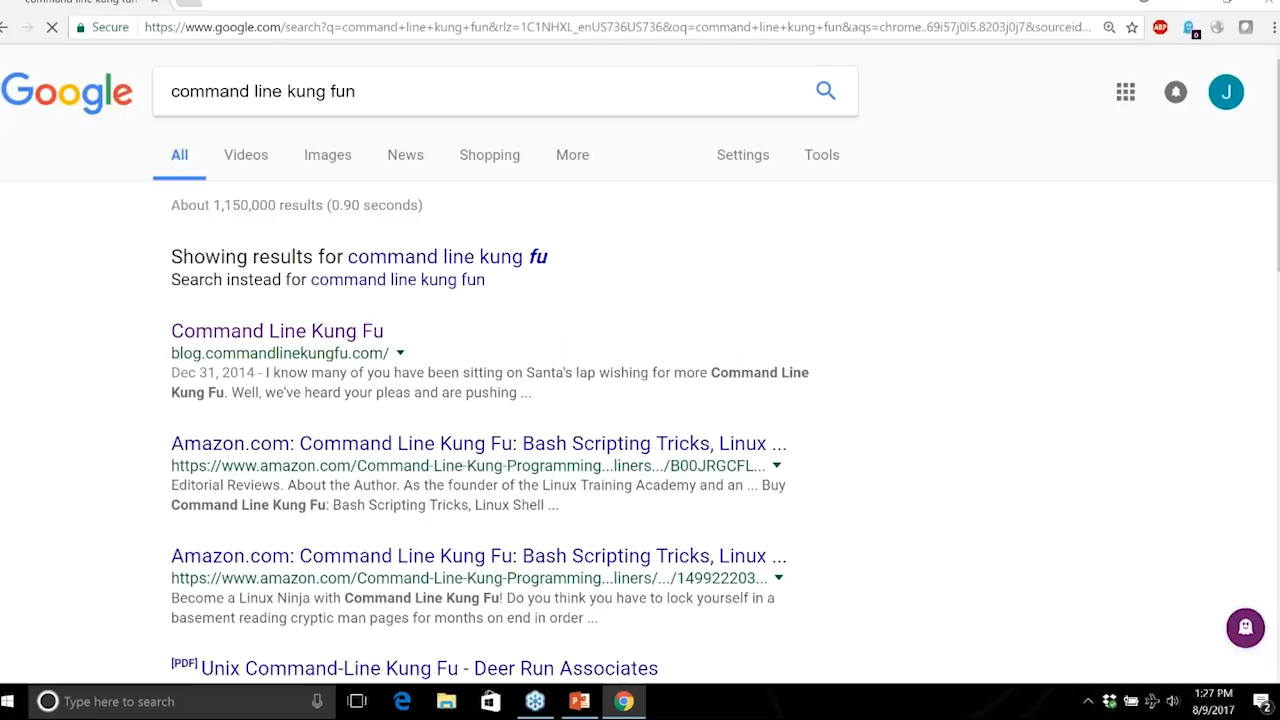 command line kung fun
Secure
https://www.google.com/search?q=command+line+kung+fun&rlz=1C1NHXL_enUS736US736&oq=command+line+kung+fun&aqs=chrome..69i57j0l5.8203j0j7&sourceid...
ABP
0
Google
command line kung fun
J
All
Videos
Images
News
Shopping
More
Settings
Tools
About 1,150,000 results (0.90 seconds)
Showing results for command line kung fu
Search instead for command line kung fun
Command Line Kung Fu
blog.commandlinekungfu.com/
Dec 31, 2014 - I know many of you have been sitting on Santa's lap wishing for more Command Line
Kung Fu. Well, we've heard your pleas and are pushing ...
Amazon.com: Command Line Kung Fu: Bash Scripting Tricks, Linux ...
https://www.amazon.com/Command-Line-Kung-Programming...liners.../B00JRGCFL...
Editorial Reviews. About the Author. As the founder of the Linux Training Academy and an ... Buy
Command Line Kung Fu: Bash Scripting Tricks, Linux Shell ...
Amazon.com: Command Line Kung Fu: Bash Scripting Tricks, Linux ...
https://www.amazon.com/Command-Line-Kung-Programming...liners/.../149922203...
Become a Linux Ninja with Command Line Kung Fu! Do you think you have to lock yourself in a
basement reading cryptic man pages for months on end in order ...
[PDF] Unix Command-Line Kung Fu - Deer Run Associates
Type here to search
1:27 PM
8/9/2017
2